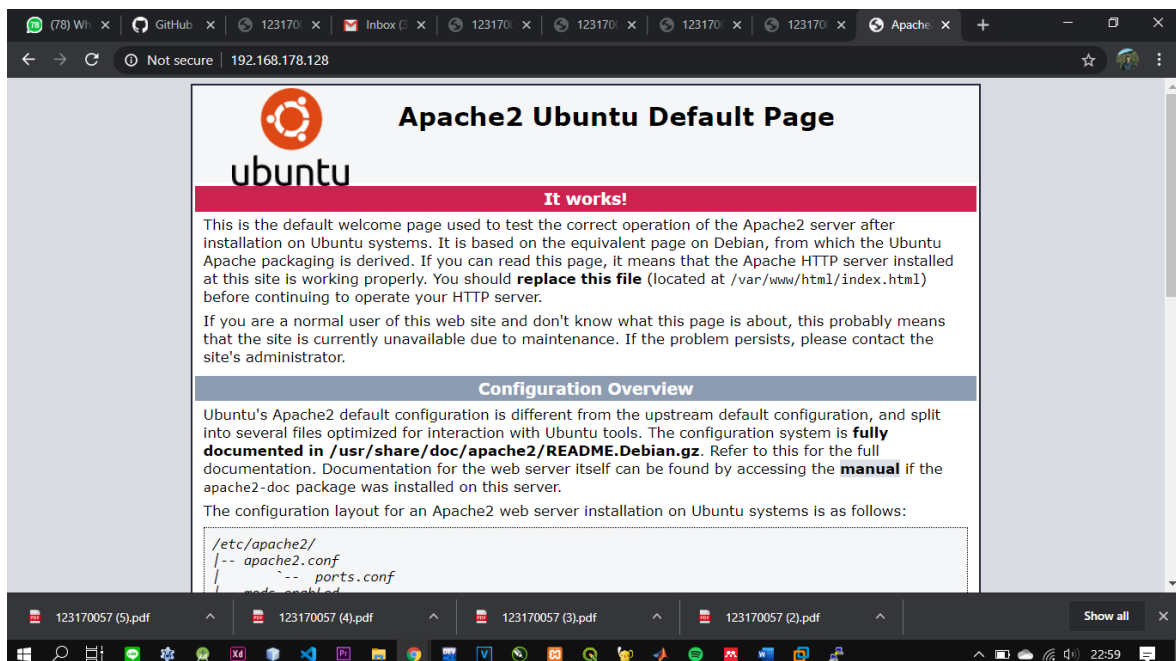 78
(78) Wh
GitHub
123170
Inbox (
123170
123170
123170
123170
Apache
Not secure
192.168.178.128
ubuntu
Apache2 Ubuntu Default Page
It works!
This is the default welcome page used to test the correct operation of the Apache2 server after
installation on Ubuntu systems. It is based on the equivalent page on Debian, from which the Ubuntu
Apache packaging is derived. If you can read this page, it means that the Apache HTTP server installed
at this site is working properly. You should replace this file (located at /var/www/html/index.html)
before continuing to operate your HTTP server.
If you are a normal user of this web site and don't know what this page is about, this probably means
that the site is currently unavailable due to maintenance. If the problem persists, please contact the
site's administrator.
Configuration Overview
Ubuntu's Apache2 default configuration is different from the upstream default configuration, and split
into several files optimized for interaction with Ubuntu tools. The configuration system is fully
documented in /usr/share/doc/apache2/README.Debian.gz. Refer to this for the full
documentation. Documentation for the web server itself can be found by accessing the manual if the
apache2-doc package was installed on this server.
The configuration layout for an Apache2 web server installation on Ubuntu systems is as follows:
/etc/apache2/
|-- apache2.conf
| `-- ports.conf
|-- mods-enabled
123170057 (5).pdf
123170057 (4).pdf
123170057 (3).pdf
123170057 (2).pdf
Show all
Xd
Pr
22:59